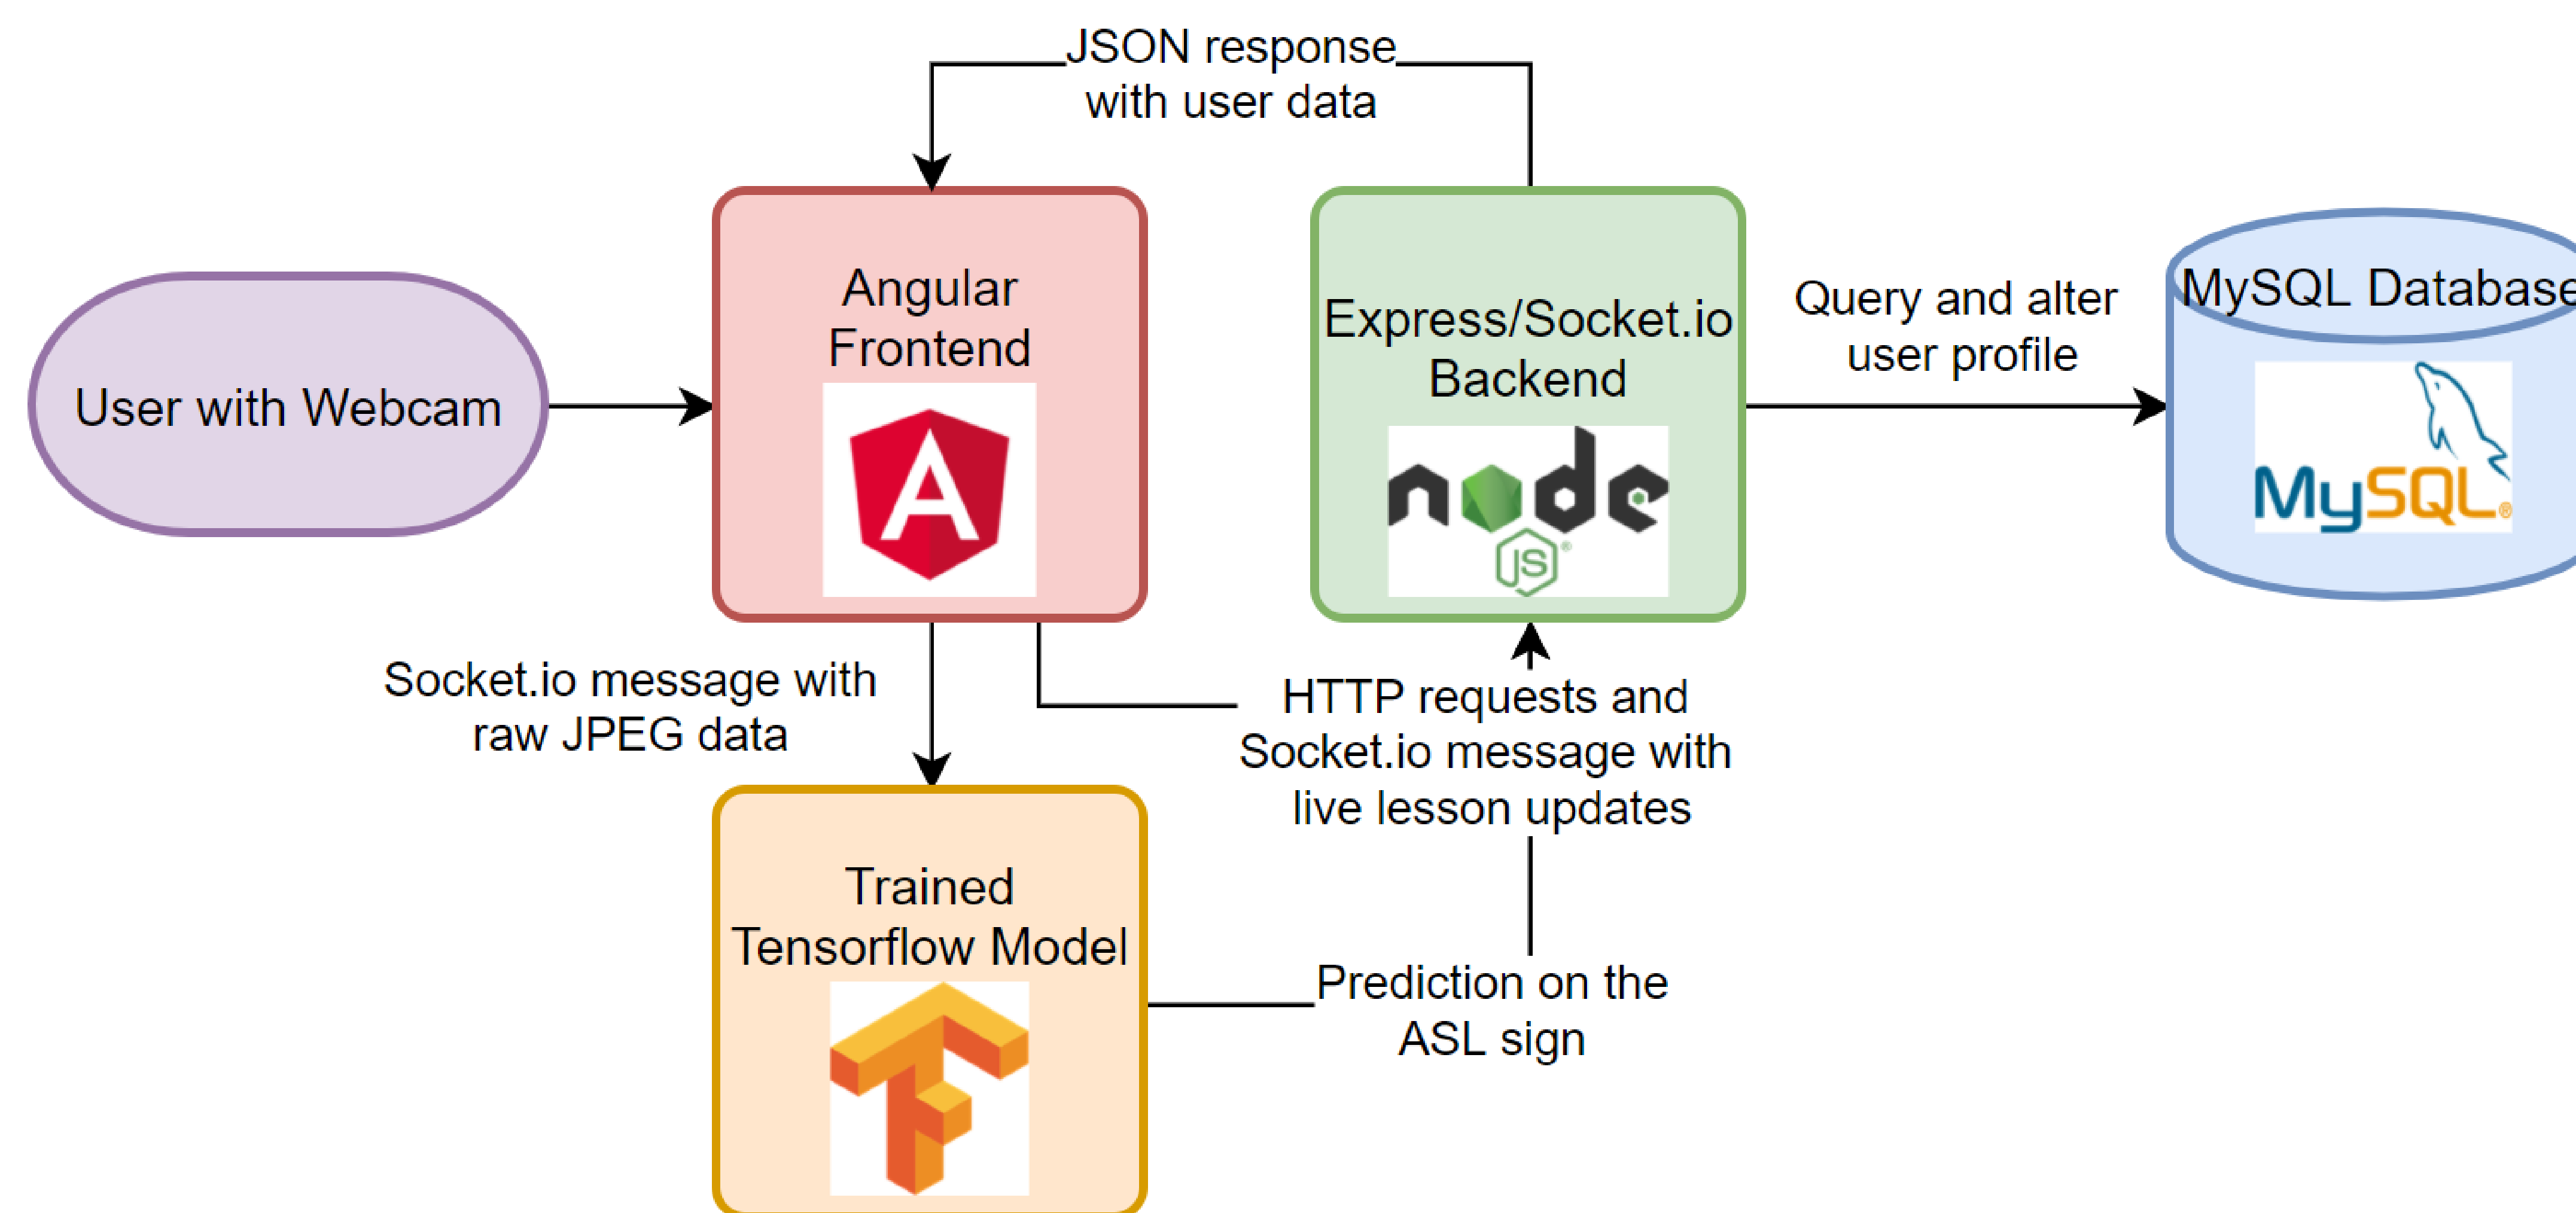 JSON response
with user data
User with Webcam
Angular
Frontend
Express/Socket.io
Backend
node
JS
®
Query and alter
user profile
MySQL Database
MySQL®
Socket.io message with
raw JPEG data
HTTP requests and
Socket.io message with
live lesson updates
Trained
Tensorflow Model
Prediction on the
ASL sign